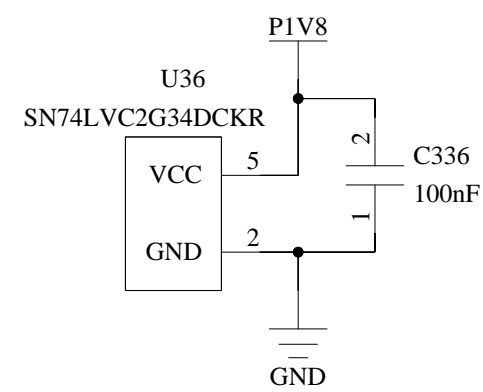 P1V8
U36
SN74LVC2G34DCKR
VCC
5
2
C336
100nF
1
GND
2
GND